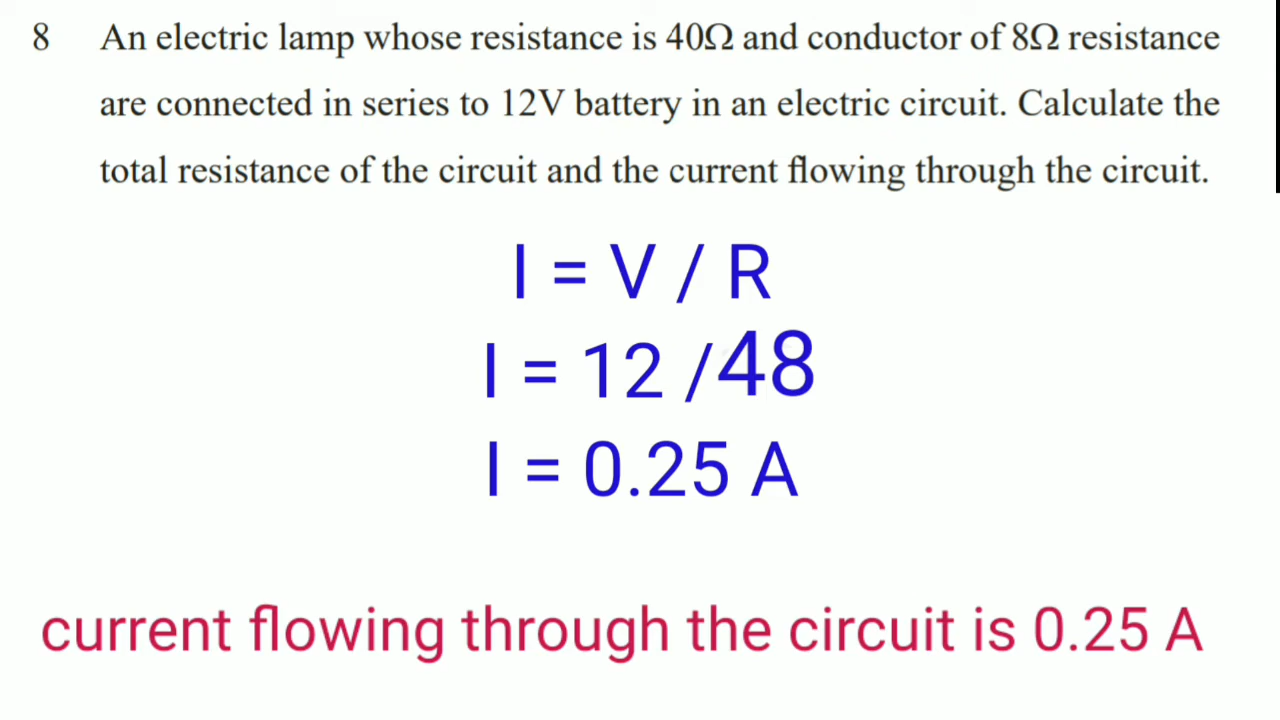 8 An electric lamp whose resistance is 40Ω and conductor of 8Ω resistance
are connected in series to 12V battery in an electric circuit. Calculate the
total resistance of the circuit and the current flowing through the circuit.
I = V / R
I = 12 /48
I = 0.25 A
current flowing through the circuit is 0.25 A